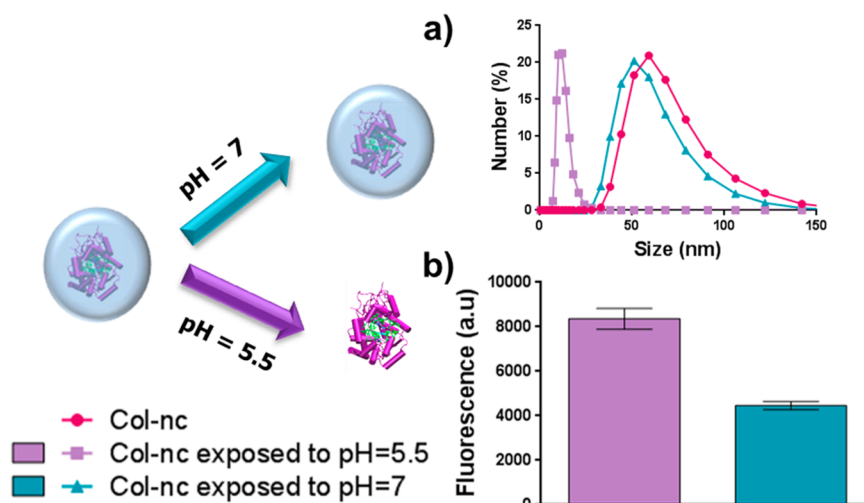 a)
pH = 7
pH = 5.5
Number (%)
25
20
15
10
5
0
0
50
100
150
Size (nm)
b)
Fluorescence (a.u)
10000
8000
6000
4000
2000
0
Col-nc
Col-nc exposed to pH=5.5
Col-nc exposed to pH=7